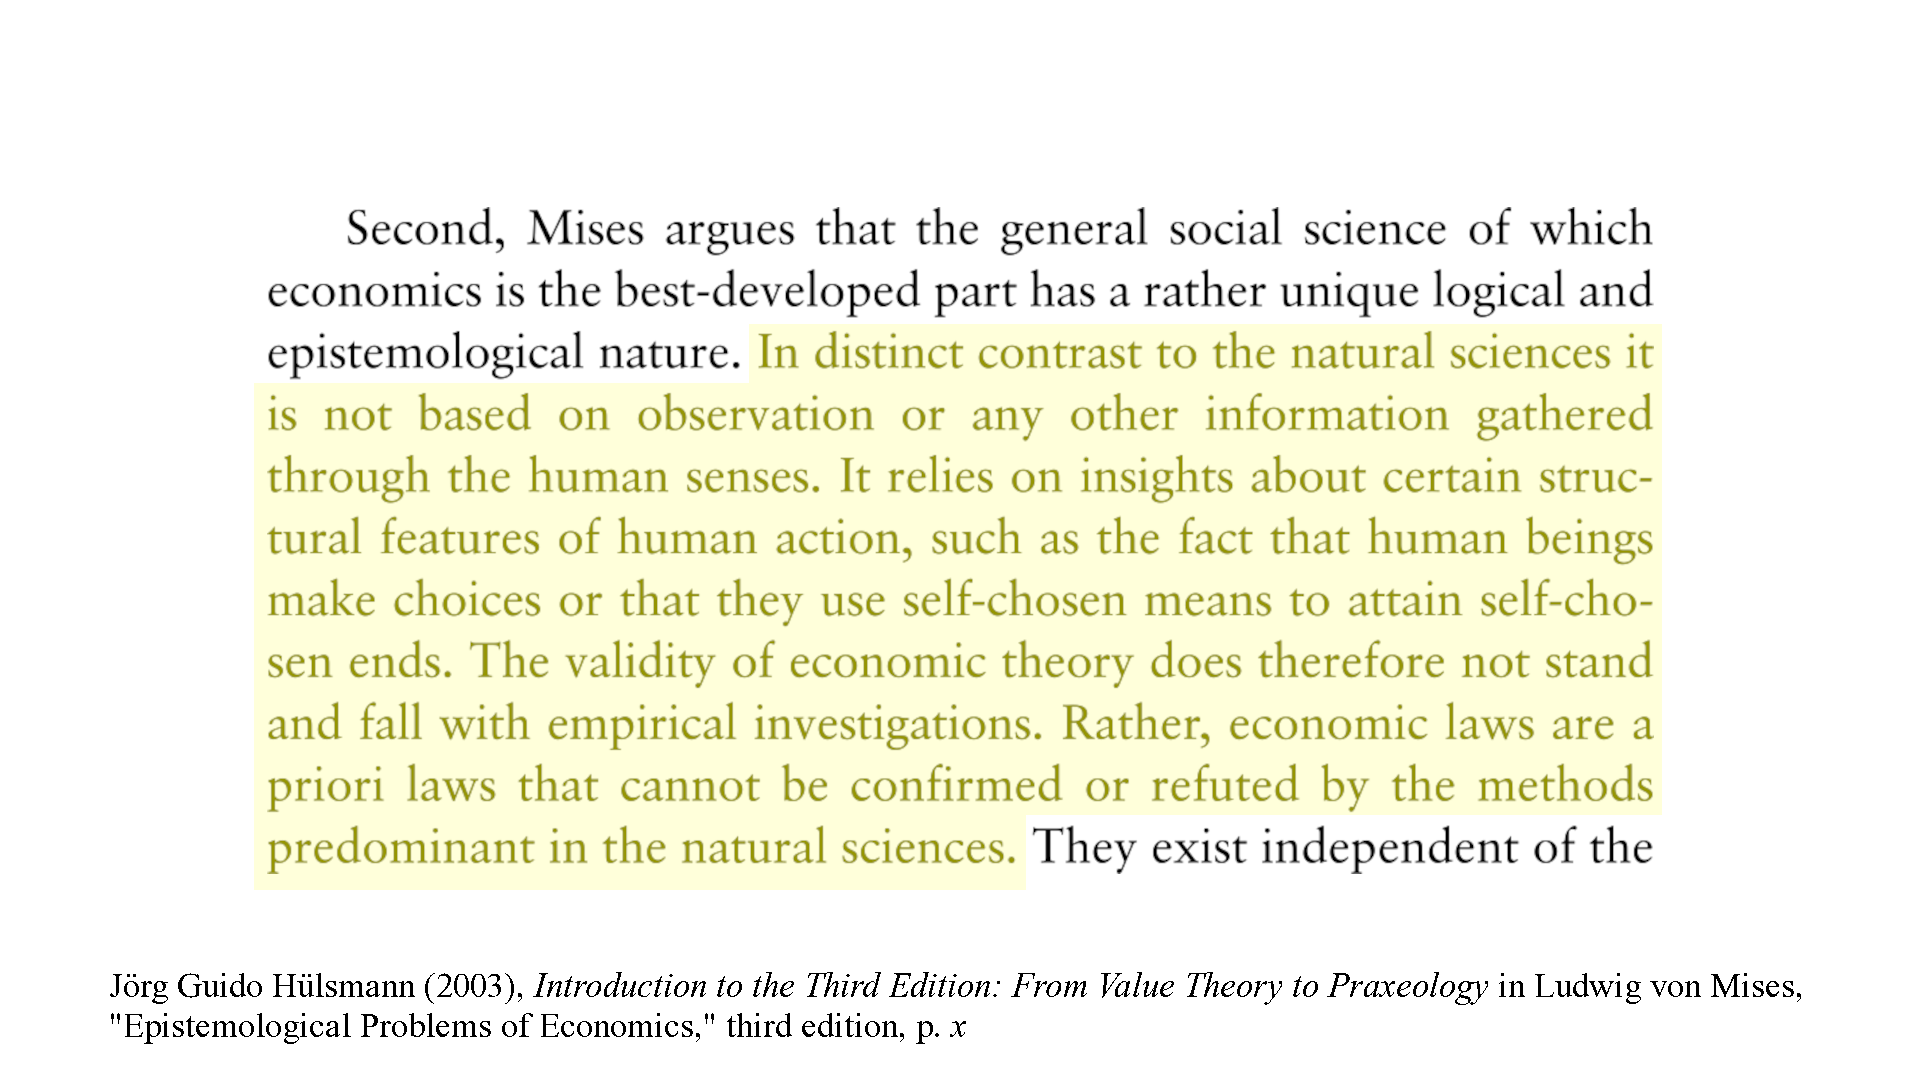 Second, Mises argues that the general social science of which
economics is the best-developed part has a rather unique logical and
epistemological nature. In distinct contrast to the natural sciences it
is not based on observation or any other information gathered
through the human senses. It relies on insights about certain struc-
tural features of human action, such as the fact that human beings
make choices or that they use self-chosen means to attain self-cho-
sen ends. The validity of economic theory does therefore not stand
and fall with empirical investigations. Rather, economic laws are a
priori laws that cannot be confirmed or refuted by the methods
predominant in the natural sciences. They exist independent of the
Jörg Guido Hülsmann (2003), Introduction to the Third Edition: From Value Theory to Praxeology in Ludwig von Mises,
"Epistemological Problems of Economics," third edition, p. x